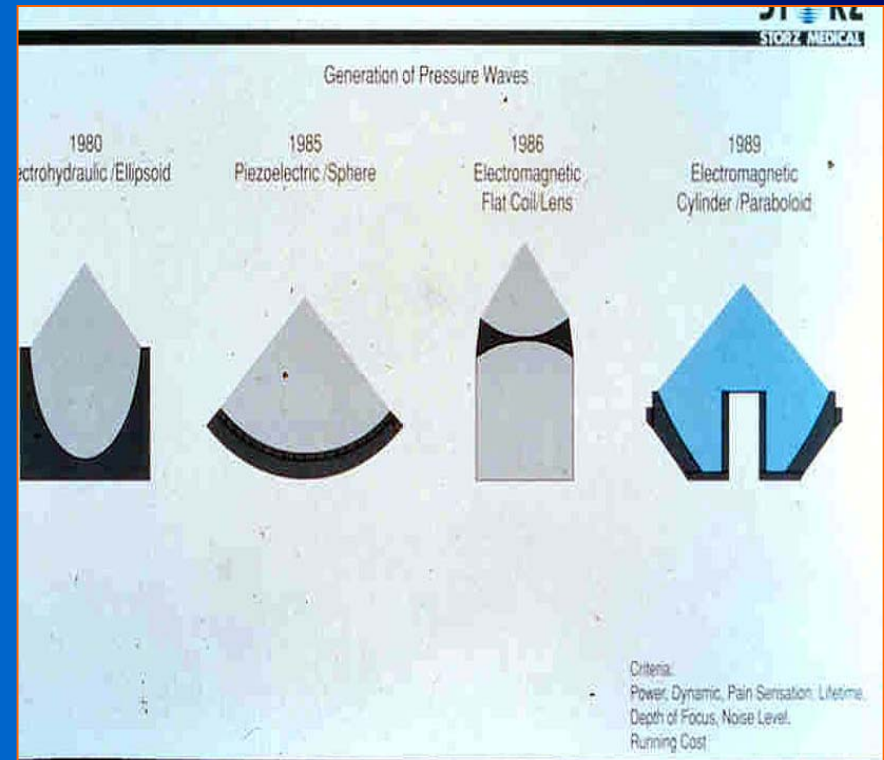 STORZ MEDICAL
Generation of Pressure Waves
1980
ectrohydraulic /Ellipsoid
1985
Piezoelectric /Sphere
1986
Electromagnetic
Flat Coil/Lens
1989
Electromagnetic
Cylinder /Paraboloid
Criteria:
Power, Dynamic, Pain Sensation, Lifetime,
Depth of Focus, Noise Level,
Running Cost